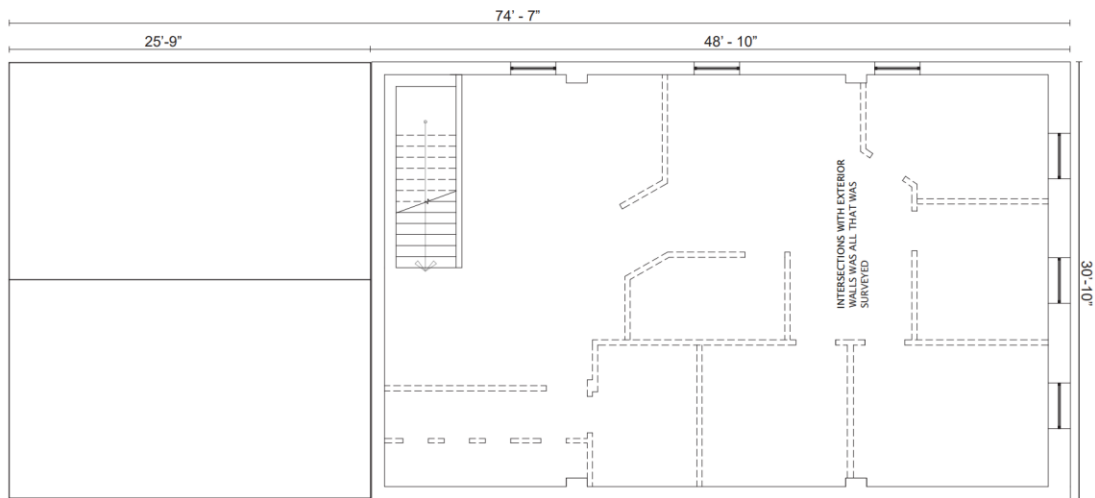 74' - 7"
25'-9"
48' - 10"
INTERSECTIONS WITH EXTERIOR
WALLS WAS ALL THAT WAS
SURVEYED
30'-10"